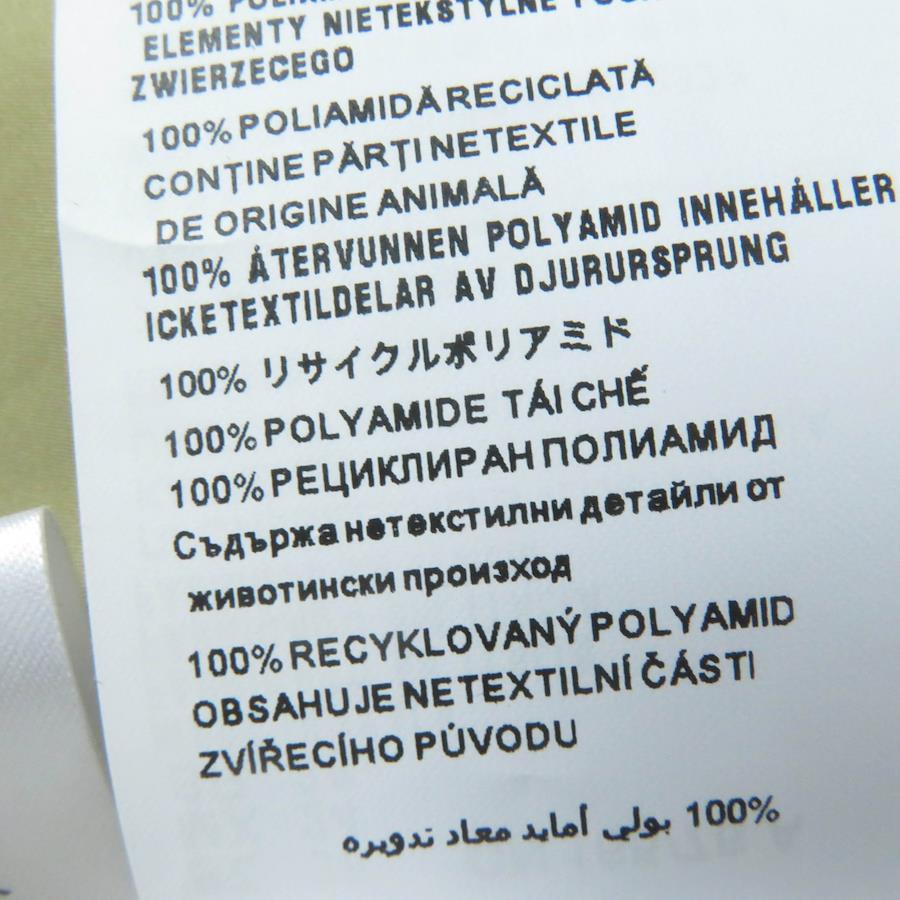 100%
ELEMENTY NIETEKSTYLNE
ZWIERZECEGO
100% POLIAMIDĂ RECICLATĂ
CONȚINE PĂRȚI NETEXTILE
DE ORIGINE ANIMALĂ
100% ÅTERVUNNEN POLYAMID INNEHÅLLER
ICKETEXTILDELAR AV DJURURSPRUNG
100% リサイクルポリアミド
100% POLYAMIDE TÁI CHẾ
100% РЕЦИКЛИРАН ПОЛИАМИД
Съдържа нетекстилни детайли от
животински произход
100% RECYKLOVANÝ POLYAMID
OBSAHUJE NETEXTILNÍ ČÁSTI
ZVÍŘECÍHO PŮVODU
100% بولي أمايد معاد تدويره